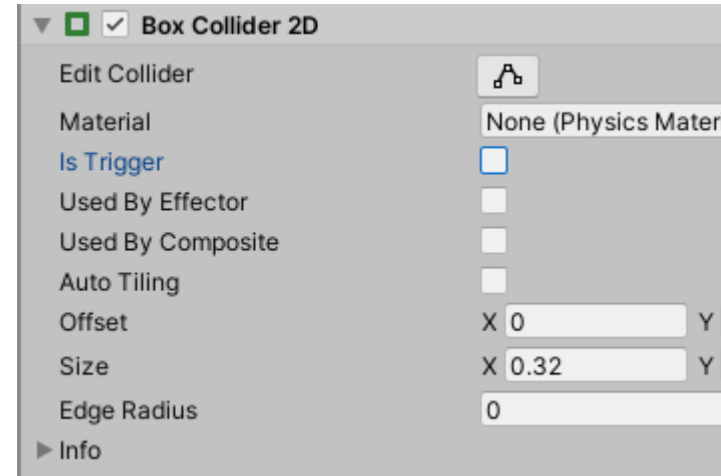 Box Collider 2D
Edit Collider
Material None (Physics Mater
Is Trigger
Used By Effector
Used By Composite
Auto Tiling
Offset X 0 Y
Size X 0.32 Y
Edge Radius 0
Info